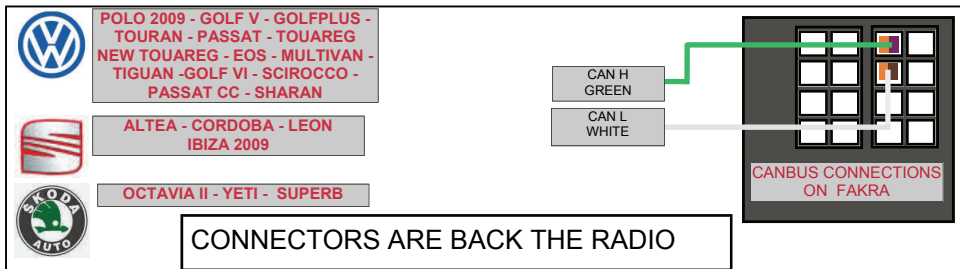 POLO 2009 - GOLF V - GOLFPLUS -
TOURAN - PASSAT - TOUAREG
NEW TOUAREG - EOS - MULTIVAN -
TIGUAN -GOLF VI - SCIROCCO -
PASSAT CC - SHARAN
ALTEA - CORDOBA - LEON
IBIZA 2009
ŠKODA
AUTO
OCTAVIA II - YETI - SUPERB
CAN H
GREEN
CAN L
WHITE
CANBUS CONNECTIONS
ON FAKRA
CONNECTORS ARE BACK THE RADIO